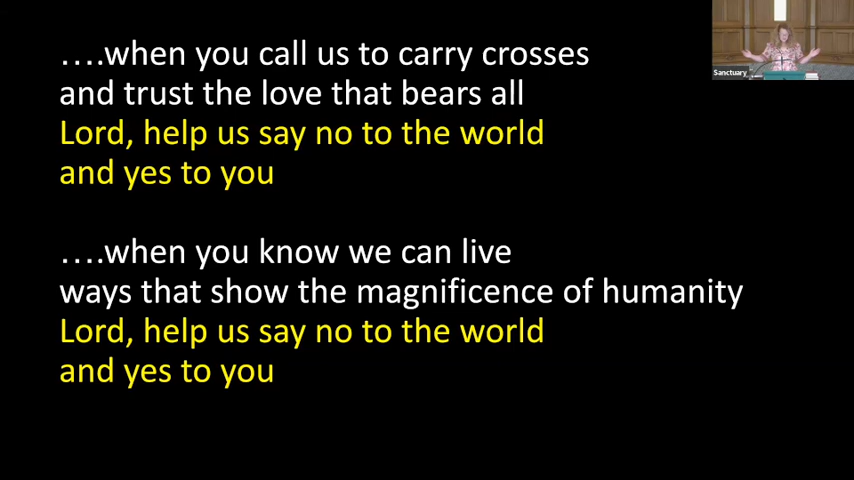 ....when you call us to carry crosses
and trust the love that bears all
Lord, help us say no to the world
and yes to you
....when you know we can live
ways that show the magnificence of humanity
Lord, help us say no to the world
and yes to you
Sanctuary